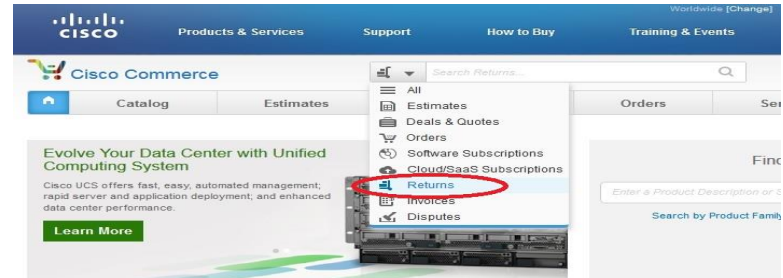 Worldwide [Change]
CISCO
Products & Services
Support
How to Buy
Training & Events
Cisco Commerce
Search Returns...
Catalog
Estimates
Orders
All
Estimates
Deals & Quotes
Orders
Software Subscriptions
Cloud/SaaS Subscriptions
Returns
Invoices
Disputes
Evolve Your Data Center with Unified
Computing System
Cisco UCS offers fast, easy, automated management;
rapid server and application deployment; and enhanced
data center performance.
Learn More
Find
Enter a Product Description or S
Search by Product Family